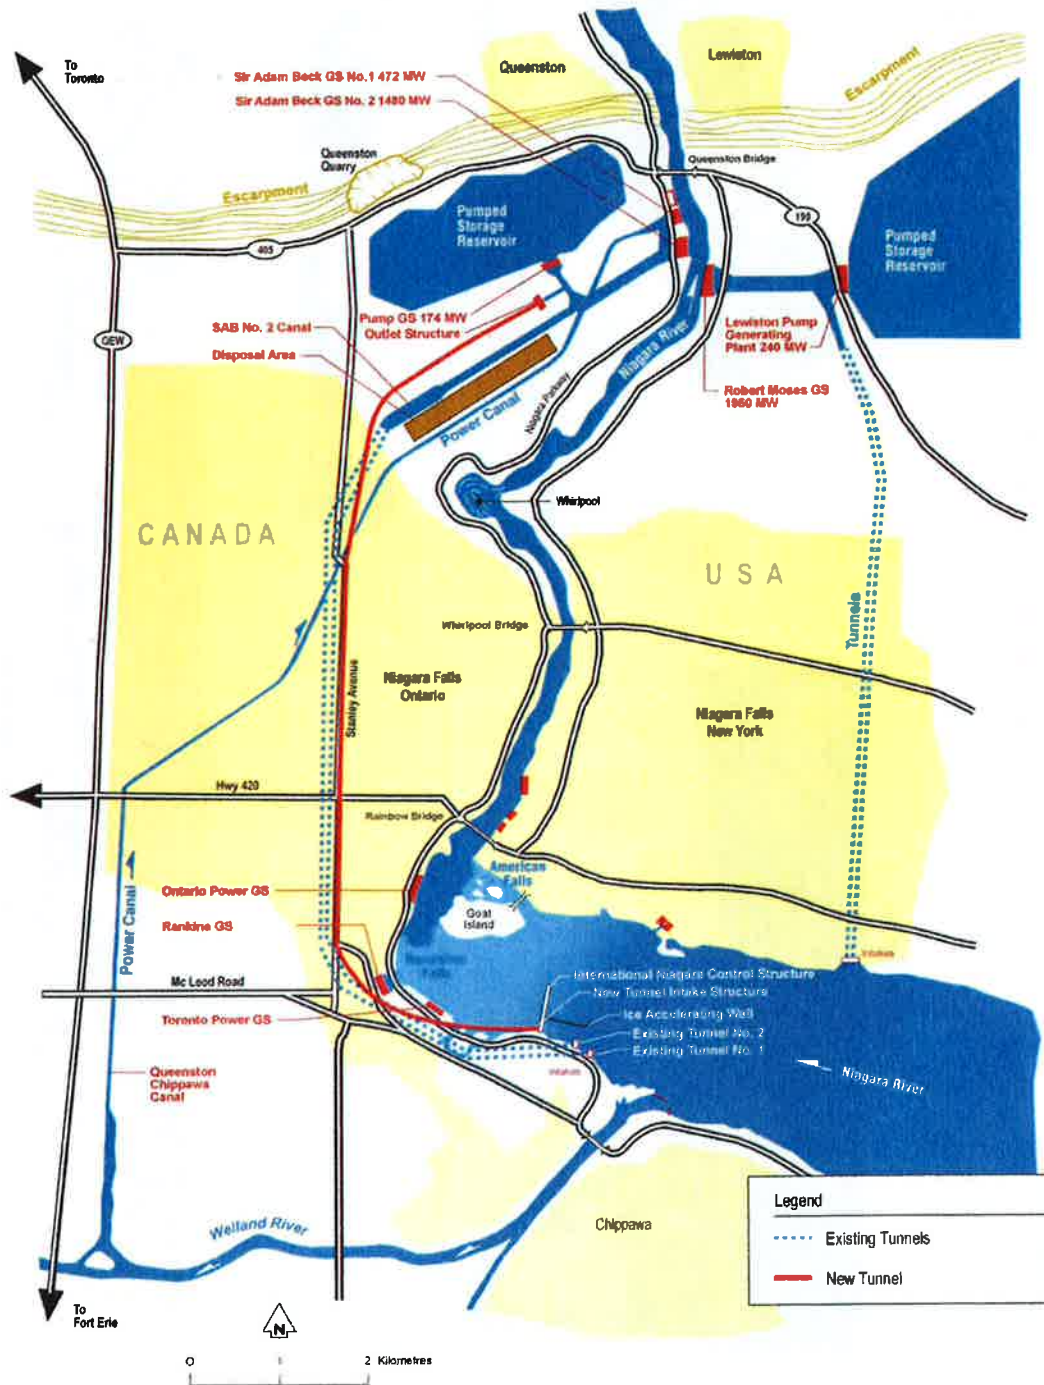 To
Toronto
Queenston
Lewiston
Escarpment
Sir Adam Beck GS No.1 472 MW
Sir Adam Beck GS No. 2 1480 MW
Queenston
Quarry
Queenston Bridge
Escarpment
405
190
Pumped
Storage
Reservoir
Pumped
Storage
Reservoir
QEW
Pump GS 174 MW
Outlet Structure
SAB No. 2 Canal
Disposal Area
Lewiston Pump
Generating
Plant 240 MW
Niagara River
Robert Moses GS
1960 MW
Power Canal
Niagara Parkway
Whirlpool
CANADA
USA
Tunnels
Whirlpool Bridge
Stanley Avenue
Niagara Falls
Ontario
Niagara Falls
New York
Hwy 420
Rainbow Bridge
American
Falls
Ontario Power GS
Goat
Island
Rankine GS
Power Canal
Horseshoe
Falls
Intakes
International Niagara Control Structure
Mc Leod Road
New Tunnel Intake Structure
Toronto Power GS
Ice Accelerating Wall
Existing Tunnel No. 2
Existing Tunnel No. 1
Intakes
Niagara River
Queenston
Chippawa
Canal
Welland River
Chippawa
Legend
Existing Tunnels
New Tunnel
To
Fort Erie
N
0 1 2 Kilometres